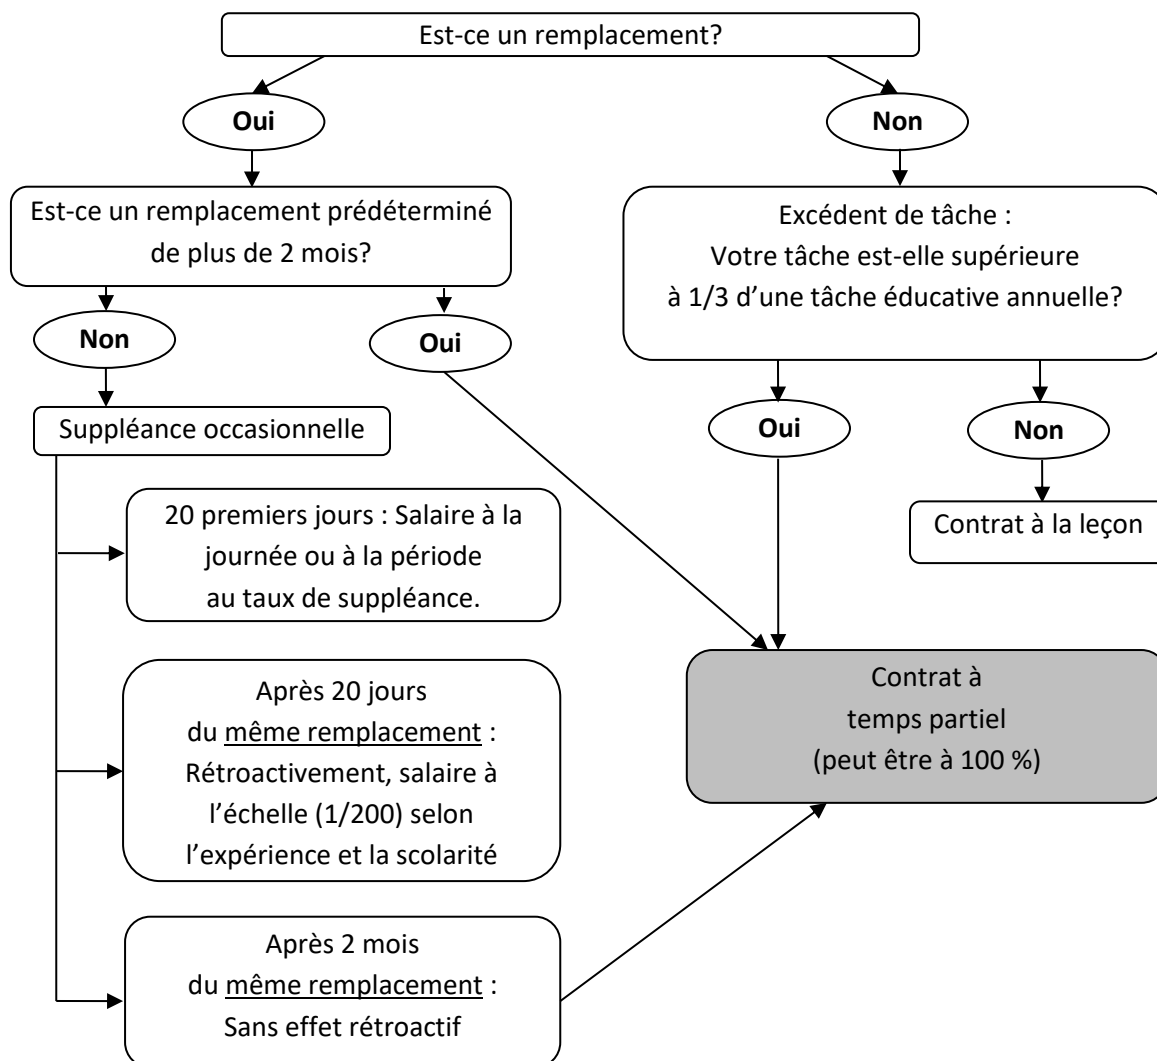 Est-ce un remplacement?
Oui
Non
Est-ce un remplacement prédéterminé
de plus de 2 mois?
Excédent de tâche :
Votre tâche est-elle supérieure
à 1/3 d’une tâche éducative annuelle?
Non
Oui
Oui
Non
Suppléance occasionnelle
20 premiers jours : Salaire à la
journée ou à la période
au taux de suppléance.
Contrat à la leçon
Après 20 jours
du même remplacement :
Rétroactivement, salaire à
l’échelle (1/200) selon
l’expérience et la scolarité
Contrat à
temps partiel
(peut être à 100 %)
Après 2 mois
du même remplacement :
Sans effet rétroactif